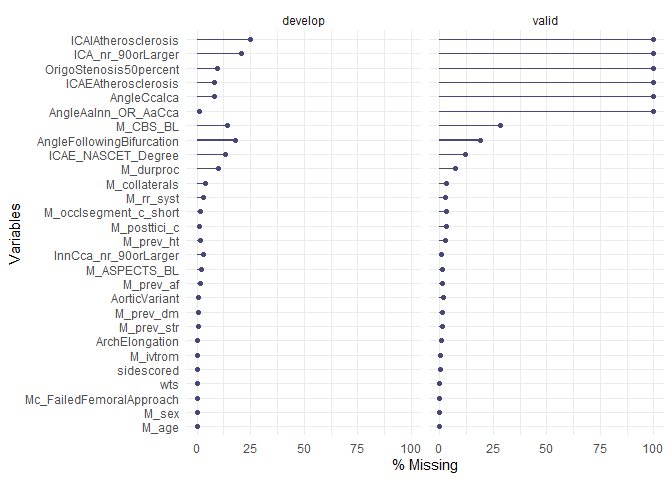 develop valid
ICAIAtherosclerosis
ICA_nr_90orLarger
OrigoStenosis50percent
ICAEAtherosclerosis
AngleCcaIca
AngleAaInn_OR_AaCca
M_CBS_BL
AngleFollowingBifurcation
ICAE_NASCET_Degree
M_durproc
M_collaterals
M_rr_syst
M_occlsegment_c_short
M_posttici_c
M_prev_ht
InnCca_nr_90orLarger
M_ASPECTS_BL
M_prev_af
AorticVariant
M_prev_dm
M_prev_str
ArchElongation
M_ivtrom
sidescored
wts
Mc_FailedFemoralApproach
M_sex
M_age
Variables
0 25 50 75 100 0 25 50 75 100
% Missing